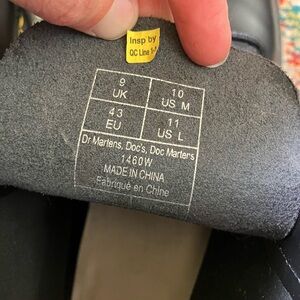 Insp by
QC Line
9 10
UK US M
43 11
EU US L
Dr Martens, Doc's, Doc Martens
1460W
MADE IN CHINA
Fabriqué en Chine